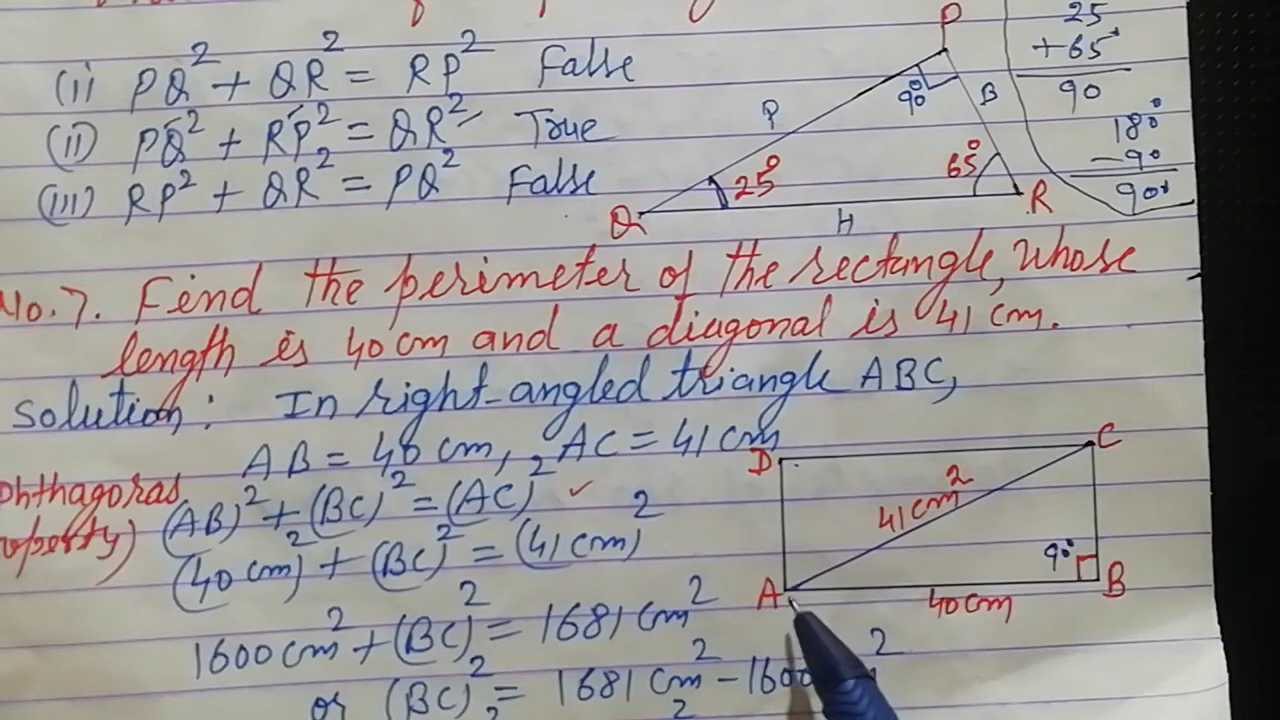 (i) PQ² + QR² = RP² False
(ii) PQ² + RP² = QR² True
(iii) RP² + QR² = PQ² False
P
P
90°
B
25°
65°
Q
H
R
25
+65°
90
180°
-90
90°
No.7. Find the perimeter of the rectangle, whose
length is 40 cm and a diagonal is 41 cm.
Solution: In right-angled triangle ABC,
AB = 40 cm, AC = 41 cm
Phthagoras
(AB)² + (BC)² = (AC)² ✓
(40 cm)² + (BC)² = (41 cm)²
1600 cm² + (BC)² = 1681 cm²
or (BC)² = 1681 cm² - 1600
D
C
41 cm
2
90°
A
40 cm
B